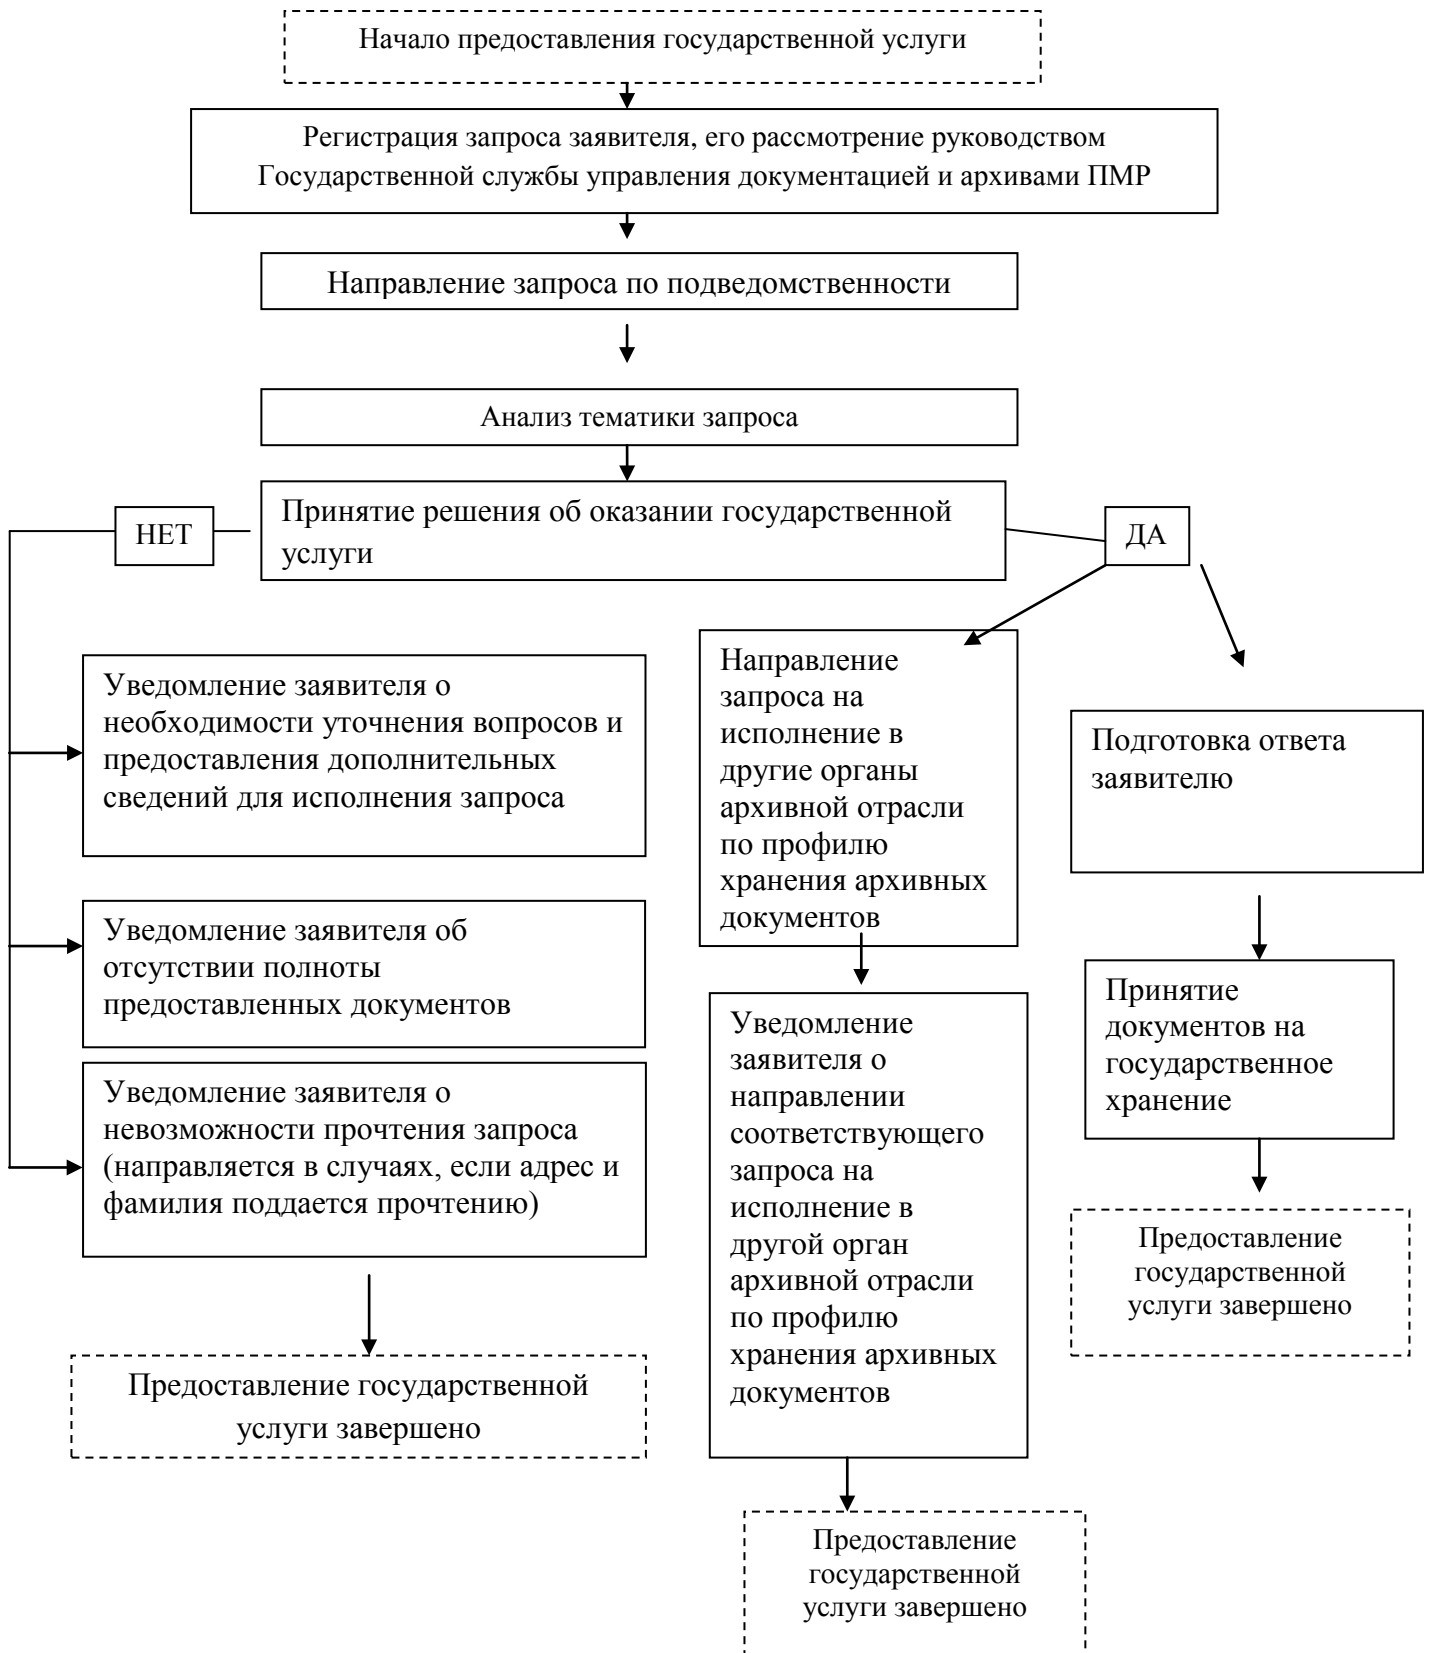 Начало предоставления государственной услуги
Регистрация запроса заявителя, его рассмотрение руководством
Государственной службы управления документацией и архивами ПМР
Направление запроса по подведомственности
Анализ тематики запроса
Принятие решения об оказании государственной
услуги
НЕТ
ДА
Уведомление заявителя о
необходимости уточнения вопросов и
предоставления дополнительных
сведений для исполнения запроса
Уведомление заявителя об
отсутствии полноты
предоставленных документов
Уведомление заявителя о
невозможности прочтения запроса
(направляется в случаях, если адрес и
фамилия поддается прочтению)
Предоставление государственной
услуги завершено
Направление
запроса на
исполнение в
другие органы
архивной отрасли
по профилю
хранения архивных
документов
Уведомление
заявителя о
направлении
соответствующего
запроса на
исполнение в
другой орган
архивной отрасли
по профилю
хранения архивных
документов
Предоставление
государственной
услуги завершено
Подготовка ответа
заявителю
Принятие
документов на
государственное
хранение
Предоставление
государственной
услуги завершено